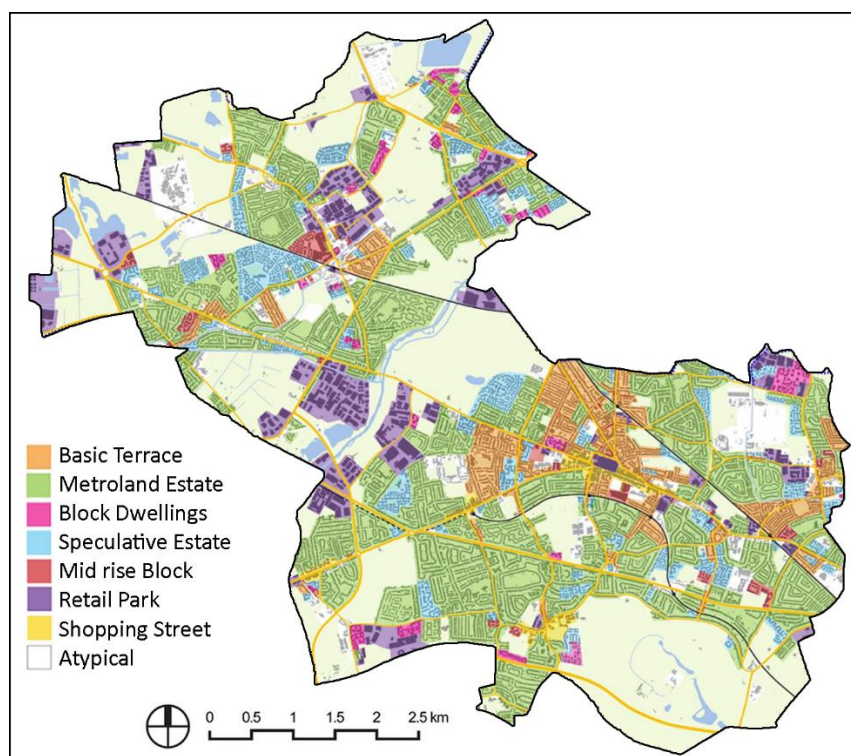 Basic Terrace
Metroland Estate
Block Dwellings
Speculative Estate
Mid rise Block
Retail Park
Shopping Street
Atypical
0 0.5 1 1.5 2 2.5 km